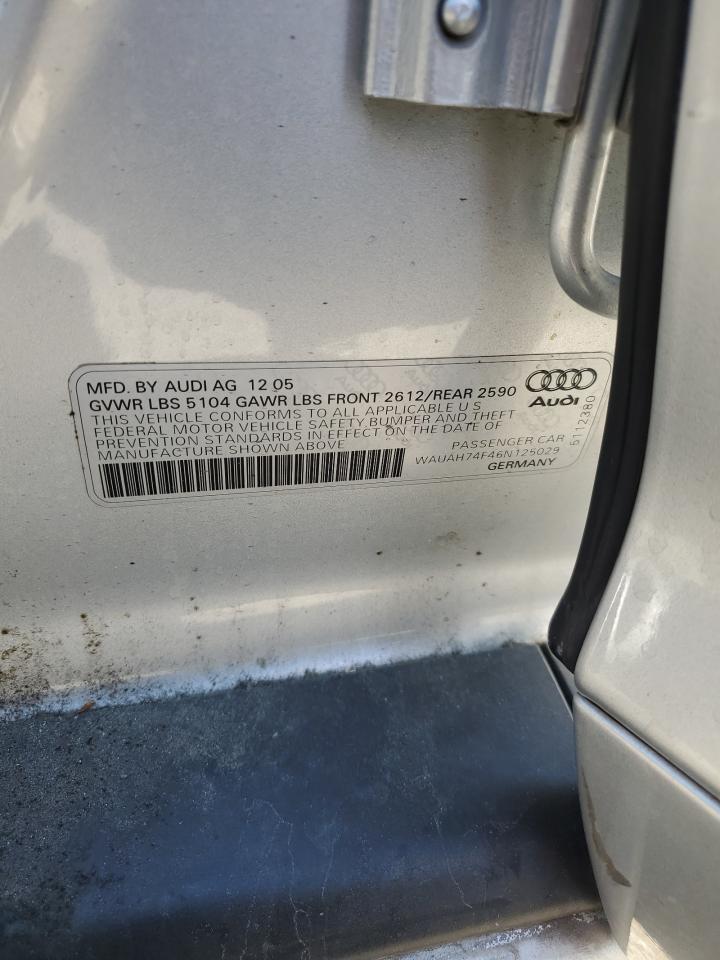 MFD. BY AUDI AG 12 05
GVWR LBS 5104 GAWR LBS FRONT 2612/REAR 2590
THIS VEHICLE CONFORMS TO ALL APPLICABLE U S
FEDERAL MOTOR VEHICLE SAFETY BUMPER AND THEFT
PREVENTION STANDARDS IN EFFECT ON THE DATE OF
MANUFACTURE SHOWN ABOVE
PASSENGER CAR
WAUAH74F46N125029
GERMANY
Audi
5112380